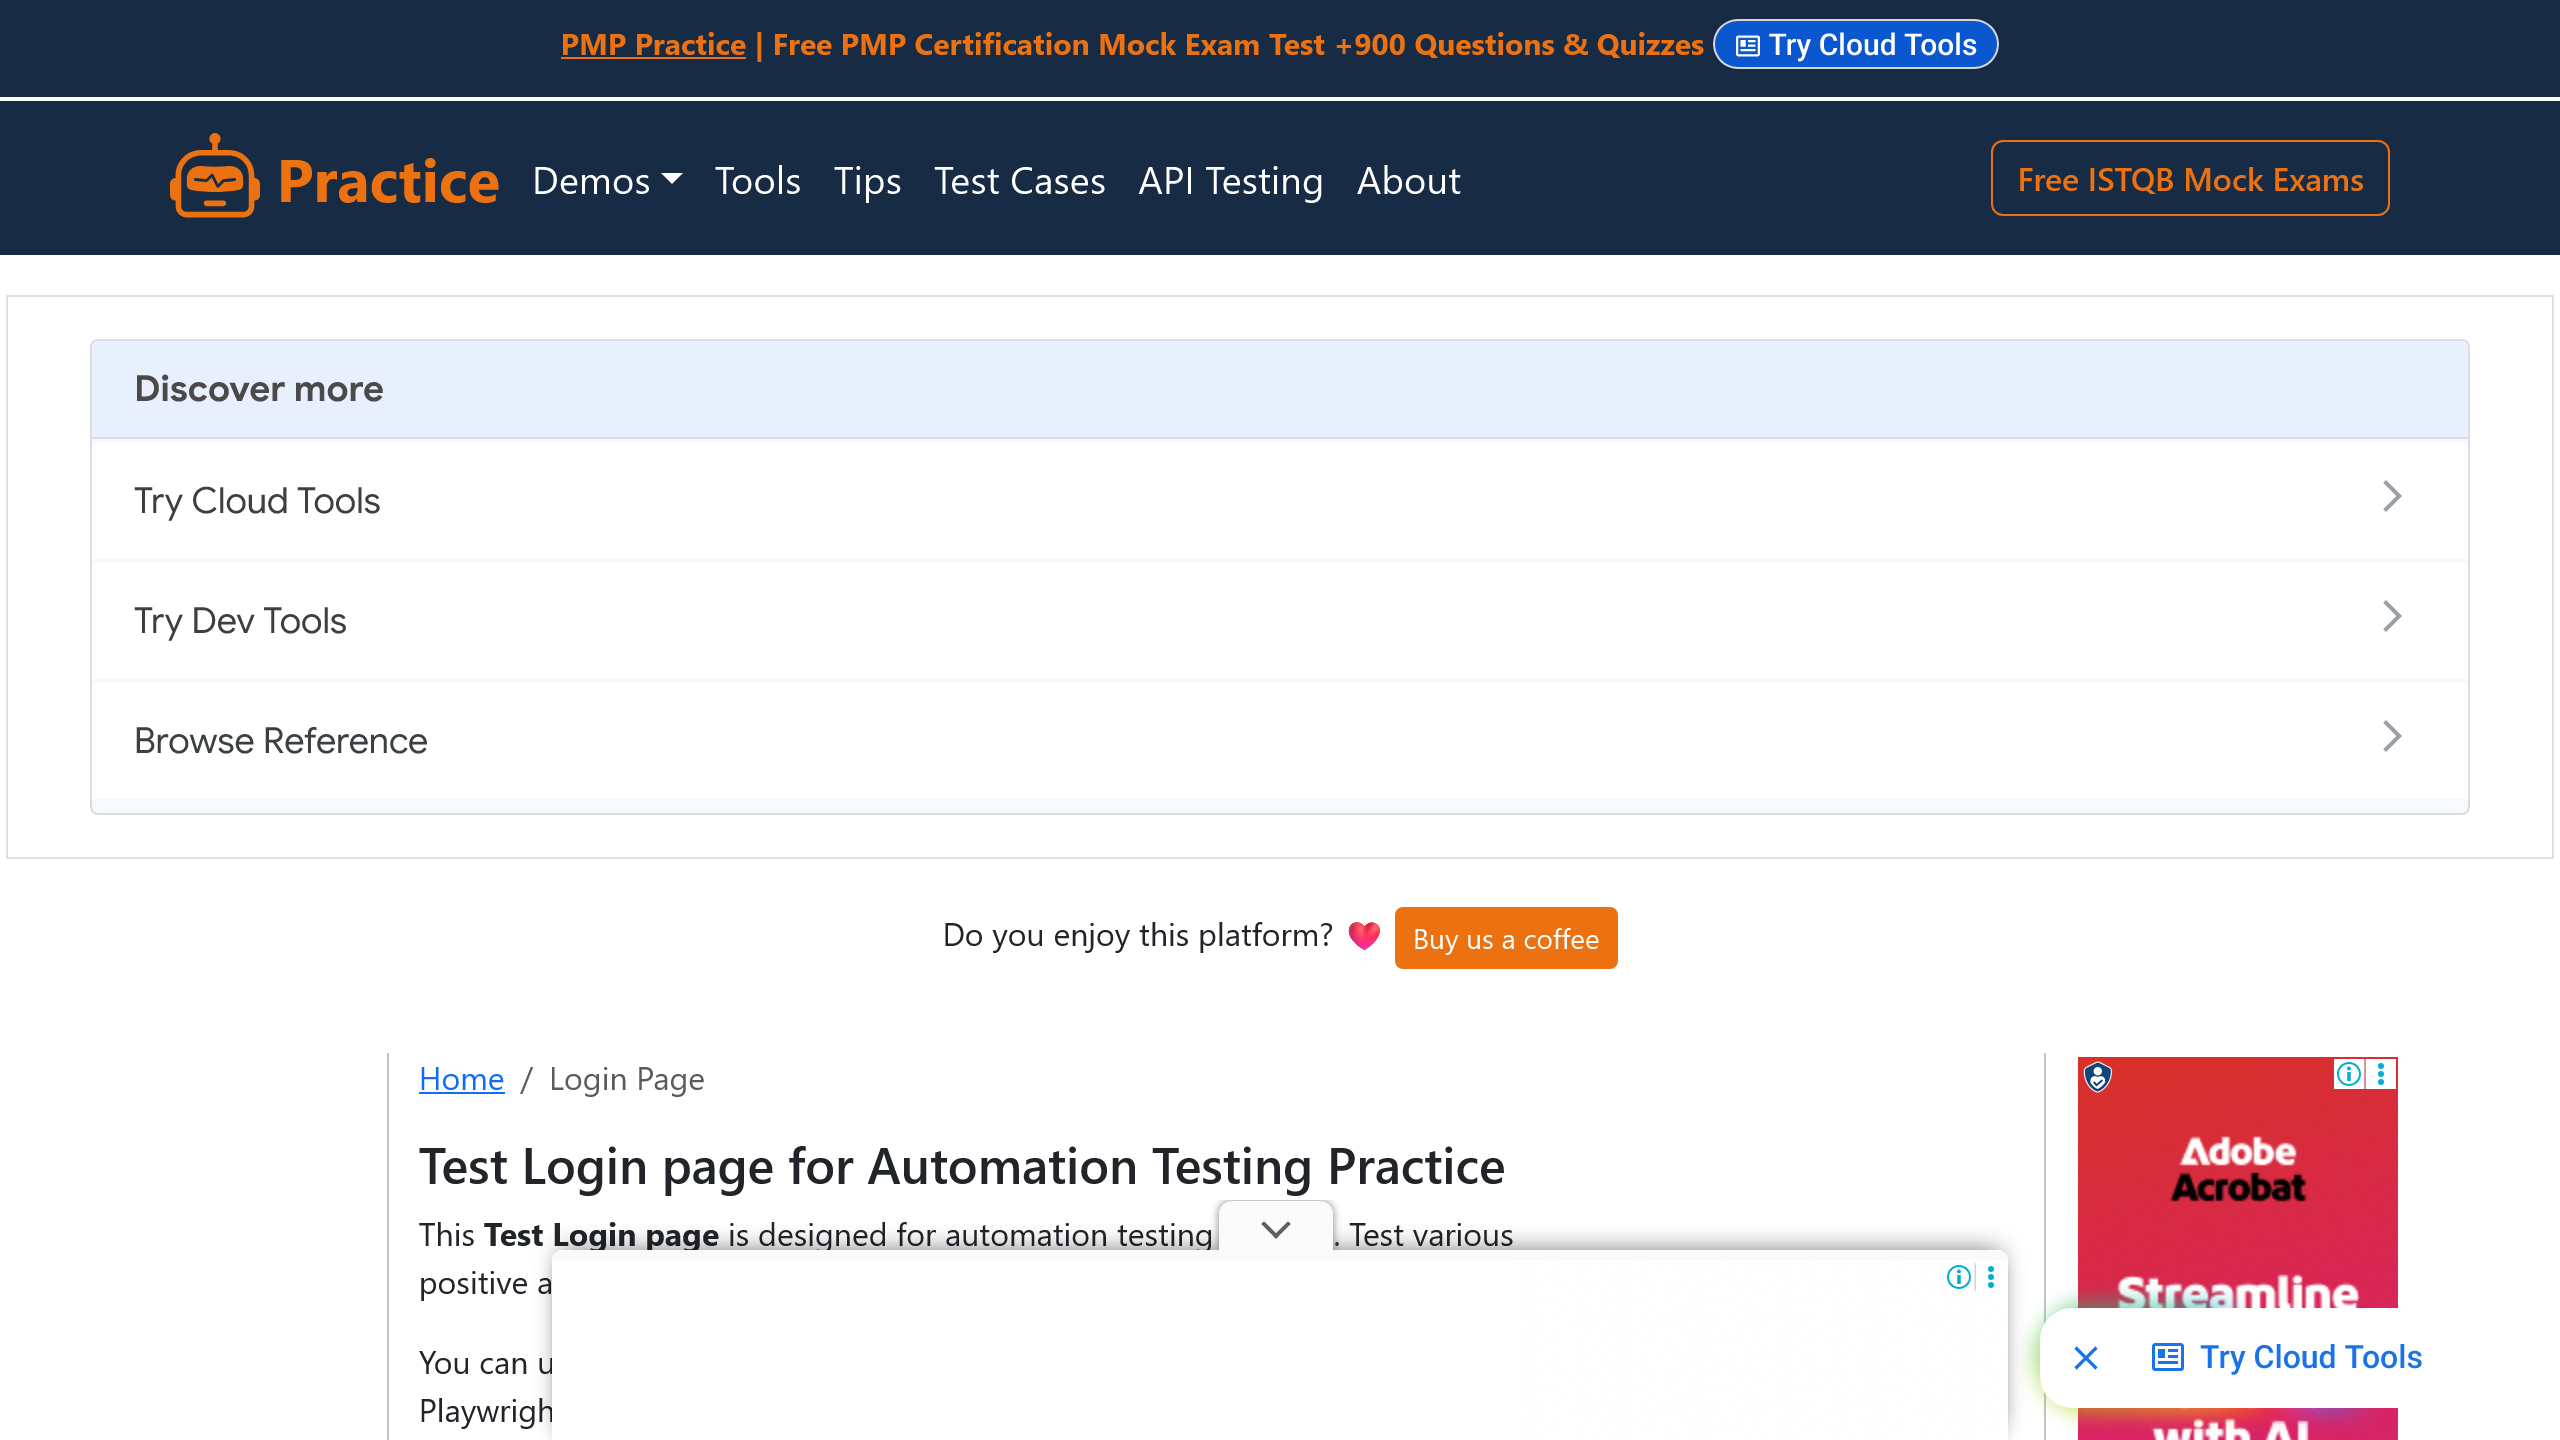 PMP Practice | Free PMP Certification Mock Exam Test +900 Questions & Quizzes Try Cloud Tools
Practice Demos Tools Tips Test Cases API Testing About Free ISTQB Mock Exams
Discover more
Try Cloud Tools
Try Dev Tools
Browse Reference
Do you enjoy this platform? Buy us a coffee
Home / Login Page
Test Login page for Automation Testing Practice
This Test Login page is designed for automation testing . Test various
positive a
You can u
Playwrigh
Adobe
Acrobat
Streamline
Try Cloud Tools
with AI